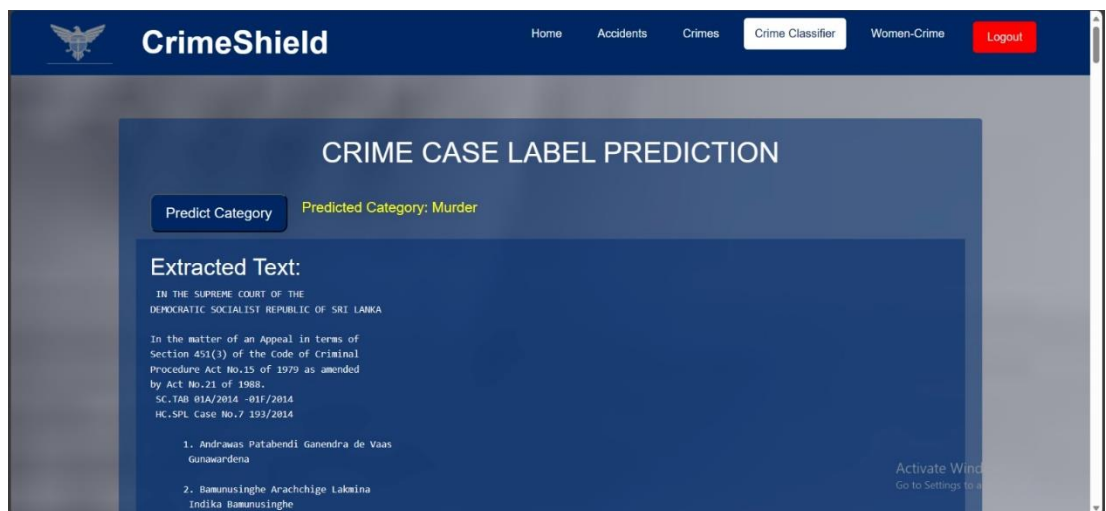 CrimeShield
Home Accidents Crimes Crime Classifier Women-Crime Logout
CRIME CASE LABEL PREDICTION
Predict Category Predicted Category: Murder
Extracted Text:
IN THE SUPREME COURT OF THE
DEMOCRATIC SOCIALIST REPUBLIC OF SRI LANKA
In the matter of an Appeal in terms of
Section 451(3) of the Code of Criminal
Procedure Act No.15 of 1979 as amended
by Act No.21 of 1988.
SC.TAB 01A/2014 -01F/2014
HC.SPL Case No.7 193/2014
1. Andrawas Patabendi Ganendra de Vaas
Gunawardena
2. Bamunusinghe Arachchige Lakmina
Indika Bamunusinghe
Activate Wind
Go to Settings to a